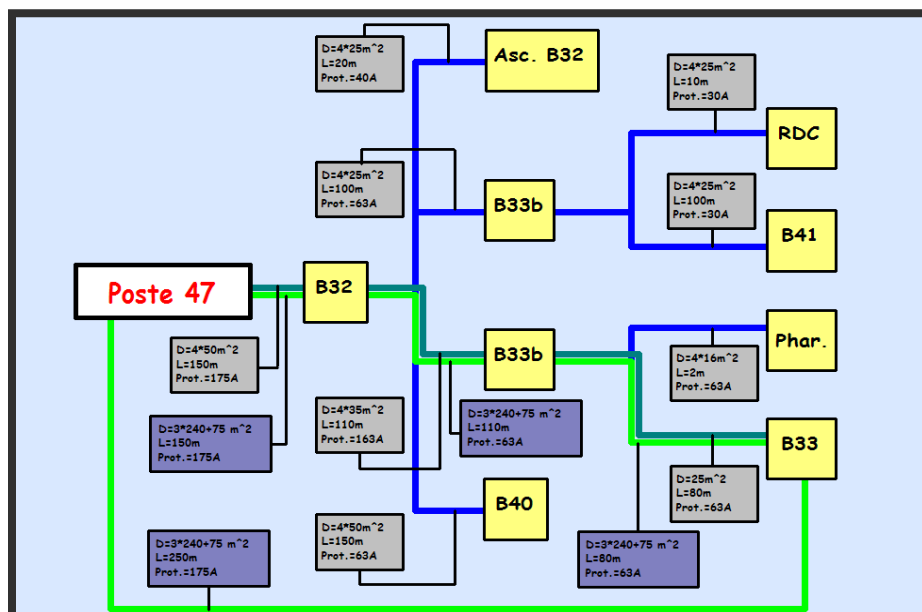 D=4*25m^2
L=20m
Prot.=40A
Asc. B32
D=4*25m^2
L=10m
Prot.=30A
RDC
D=4*25m^2
L=100m
Prot.=63A
B33b
D=4*25m^2
L=100m
Prot.=30A
B41
Poste 47
B32
D=4*50m^2
L=150m
Prot.=175A
B33b
Phar.
D=4*16m^2
L=2m
Prot.=63A
D=3*240+75 m^2
L=150m
Prot.=175A
D=4*35m^2
L=110m
Prot.=163A
D=3*240+75 m^2
L=110m
Prot.=63A
B33
D=25m^2
L=80m
Prot.=63A
B40
D=3*240+75 m^2
L=250m
Prot.=175A
D=4*50m^2
L=150m
Prot.=63A
D=3*240+75 m^2
L=80m
Prot.=63A